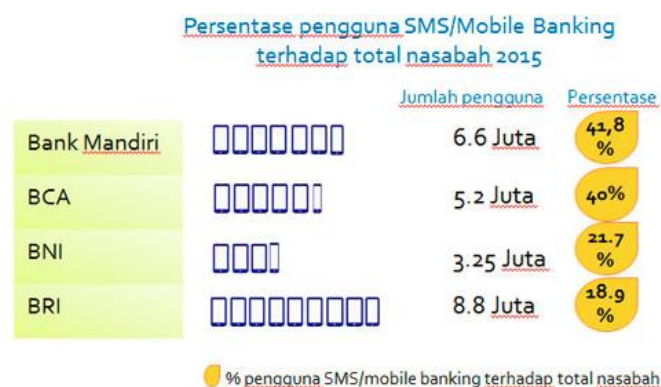 Persentase pengguna SMS/Mobile Banking
terhadap total nasabah 2015
Jumlah pengguna Persentase
Bank Mandiri 6.6 Juta 41,8 %
BCA 5.2 Juta 40%
BNI 3.25 Juta 21.7 %
BRI 8.8 Juta 18.9 %
% pengguna SMS/mobile banking terhadap total nasabah